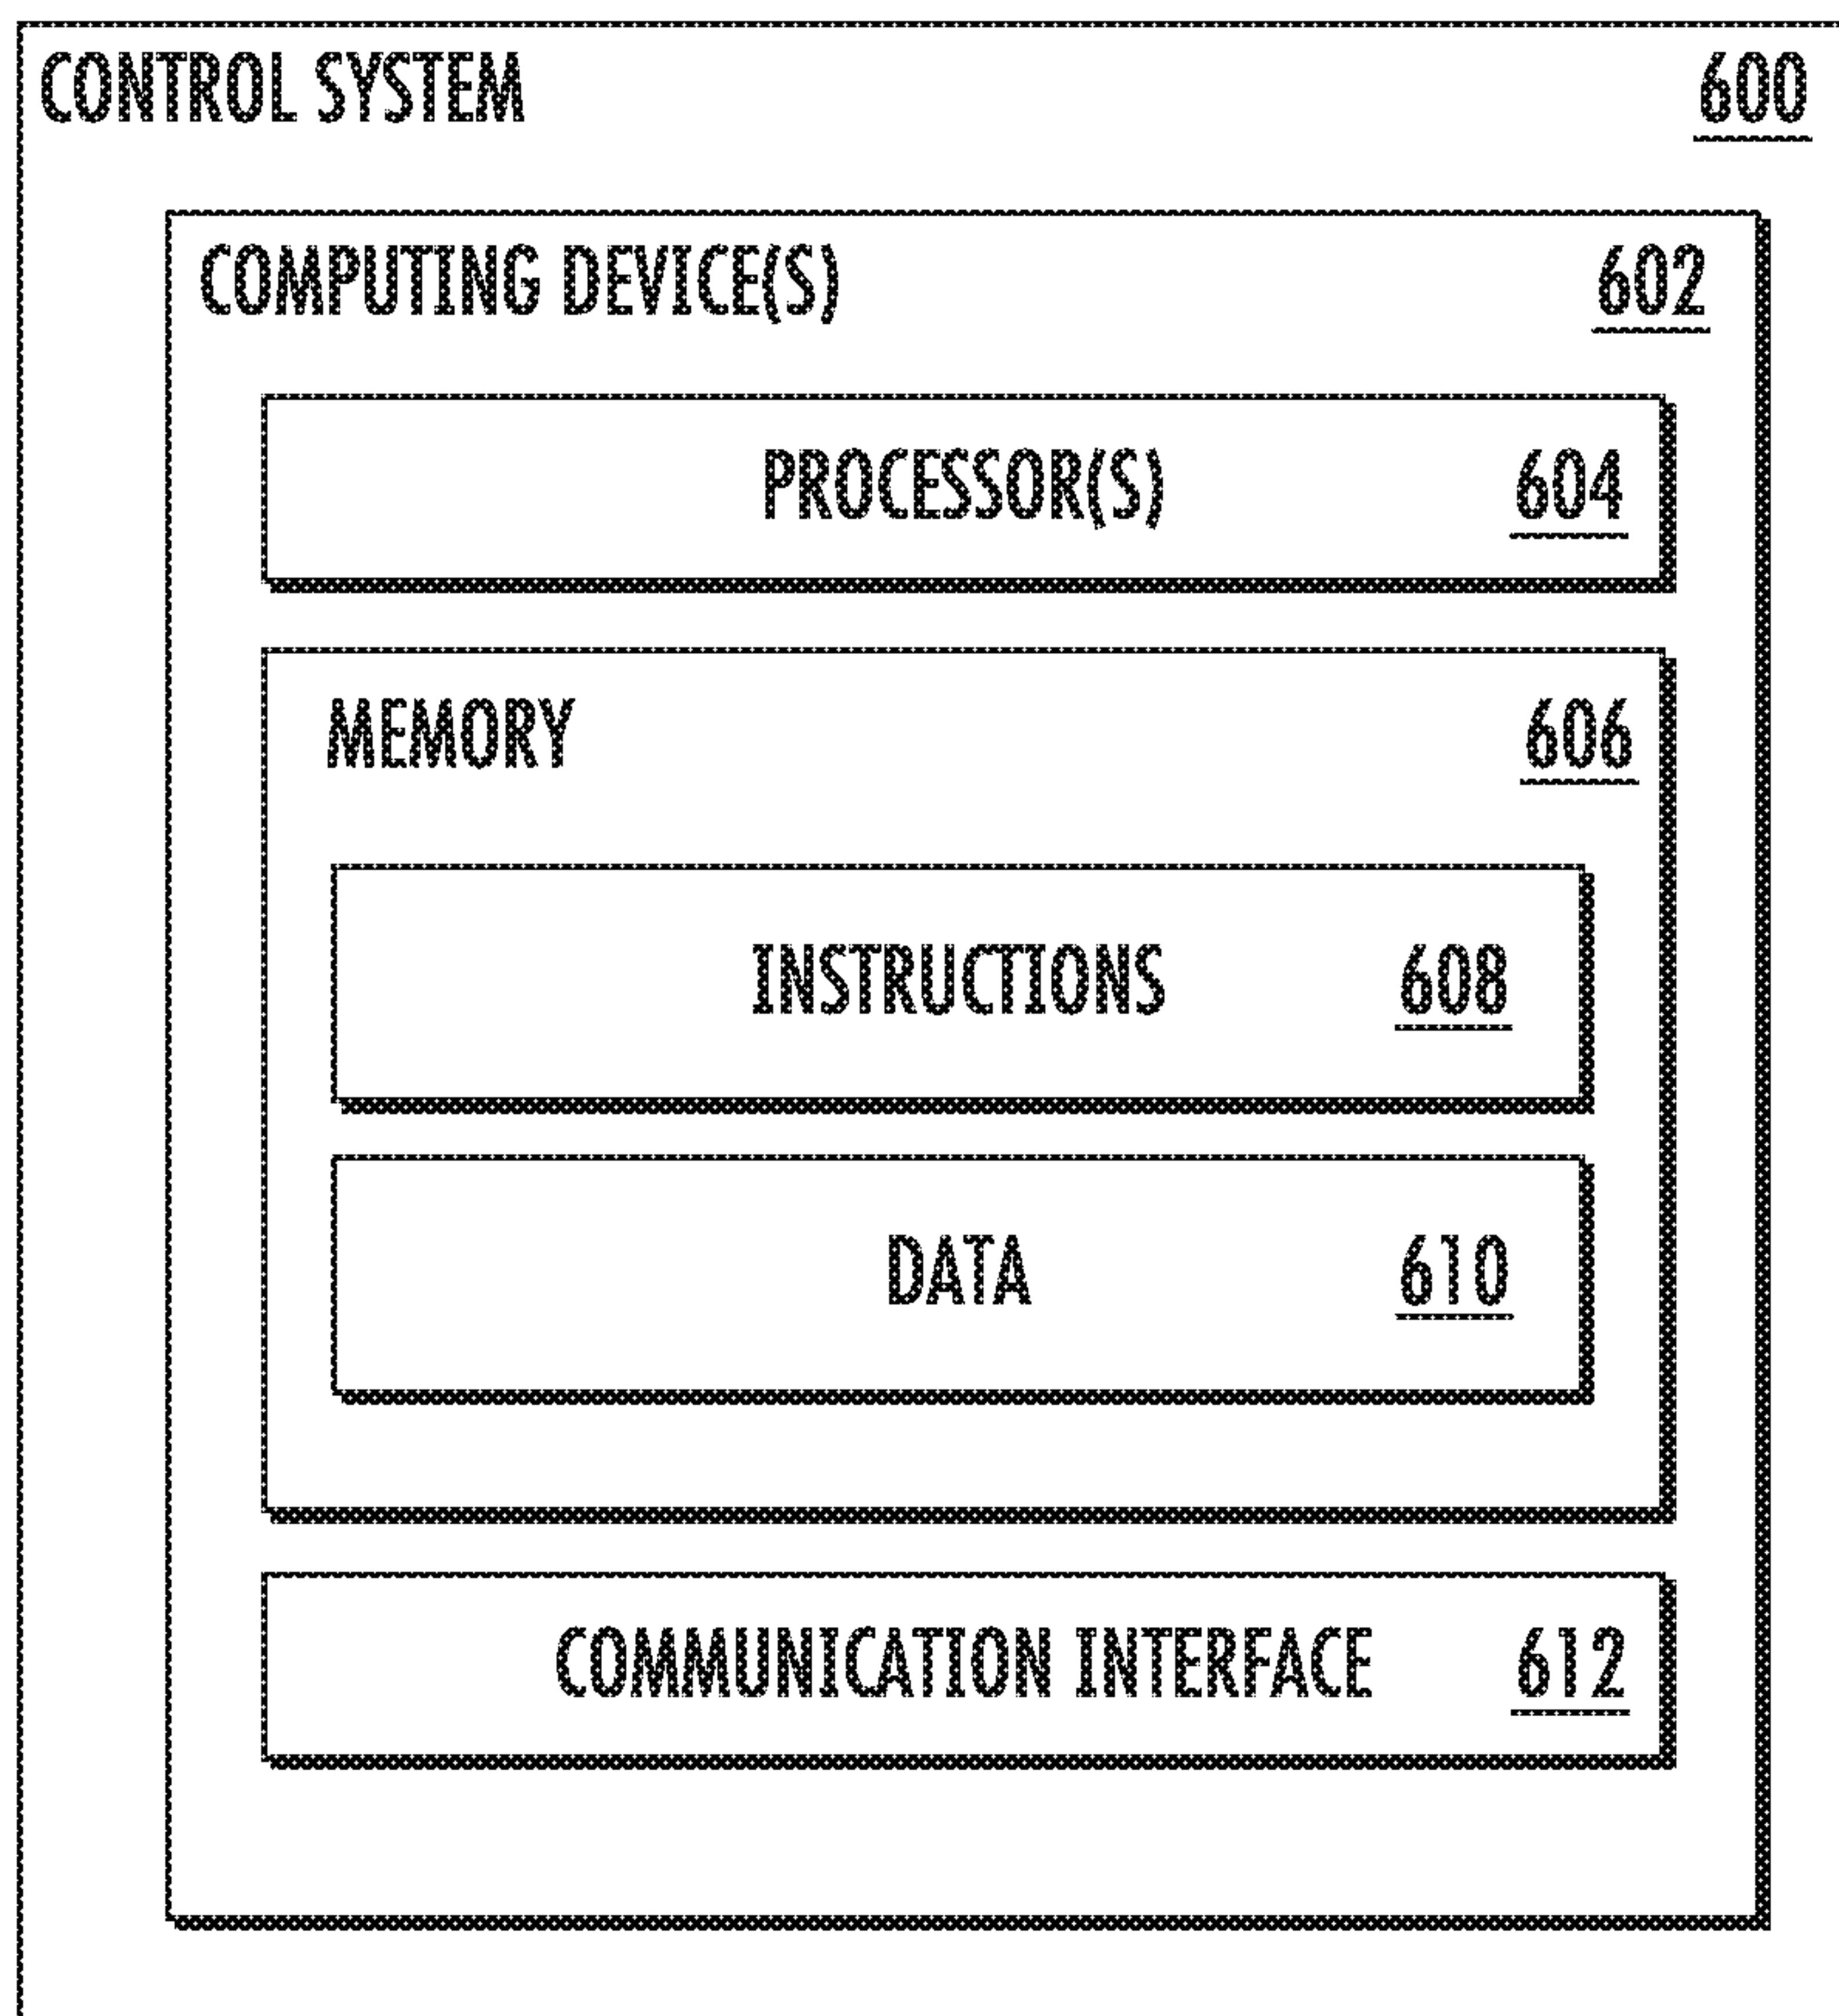 CONTROL SYSTEM 600
COMPUTING DEVICE(S) 602
PROCESSOR(S) 604
MEMORY 606
INSTRUCTIONS 608
DATA 610
COMMUNICATION INTERFACE 612